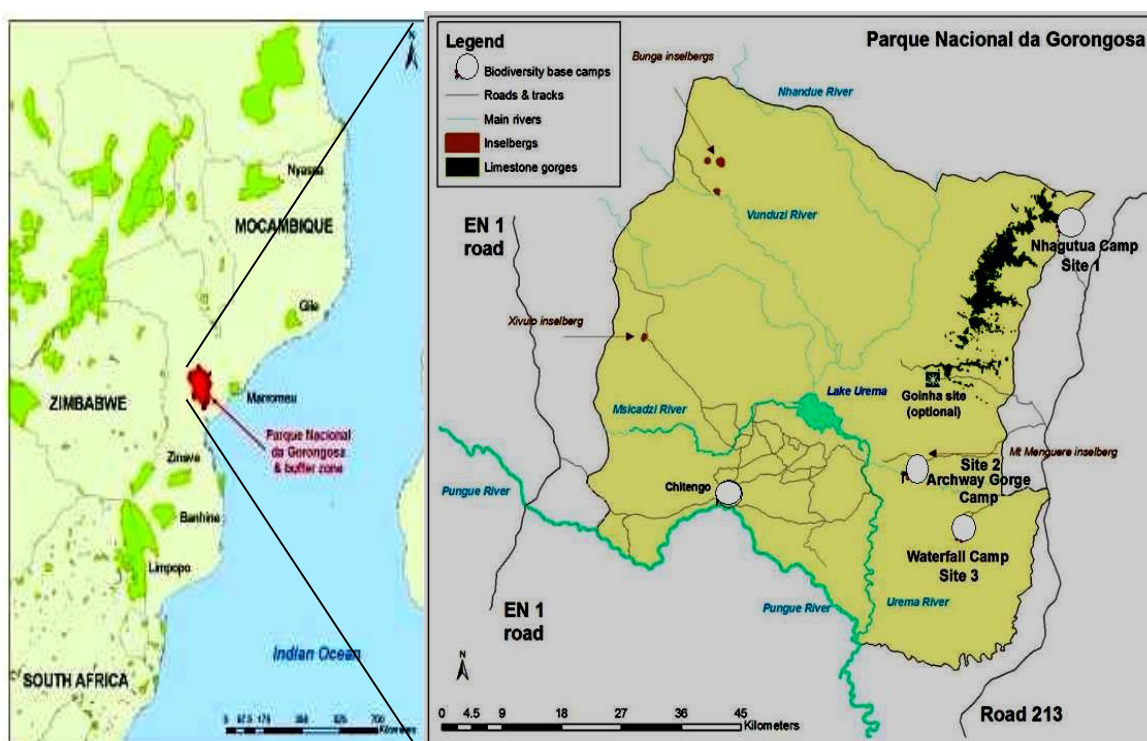 N
Nyassa
MOCAMBIQUE
Gile
ZIMBABWE
Marromeu
Parque Nacional
da Gorongosa
& buffer zone
Zinave
Banhine
Limpopo
Indian Ocean
SOUTH AFRICA
0
700
Kilometers
Parque Nacional da Gorongosa
Legend
Biodiversity base camps
Roads & tracks
Main rivers
Inselbergs
Limestone gorges
Bunga inselbergs
Nhandue River
EN 1
road
Vunduzi River
Nhagutua Camp
Site 1
Xivulo inselberg
Lake Urema
Goinha site
(optional)
Msicadzi River
Mt Menguere inselberg
Site 2
Archway Gorge
Camp
Pungue River
Chitengo
Waterfall Camp
Site 3
EN 1
road
Pungue River
Urema River
N
Road 213
0 4.5 9 18 27 36 45
Kilometers